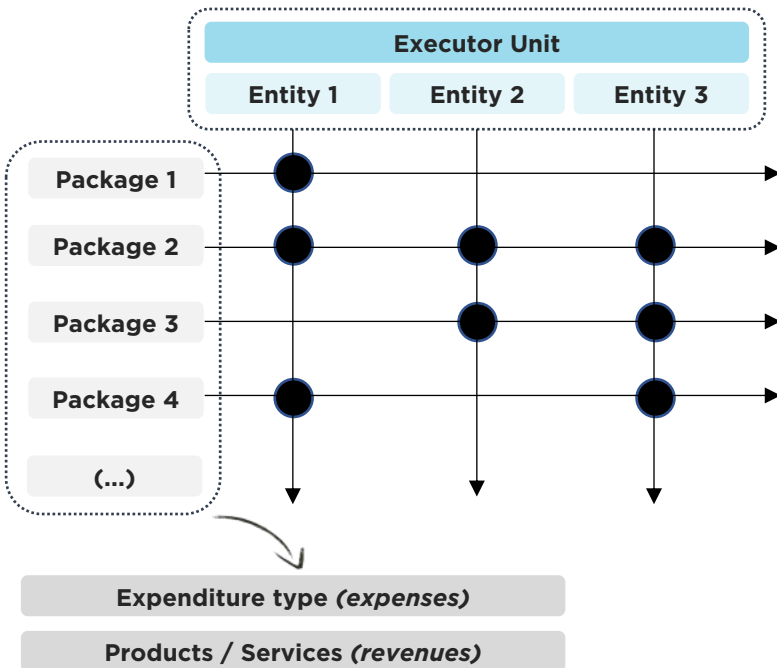 Executor Unit
Entity 1 Entity 2 Entity 3
Package 1
Package 2
Package 3
Package 4
(...)
Expenditure type (expenses)
Products / Services (revenues)